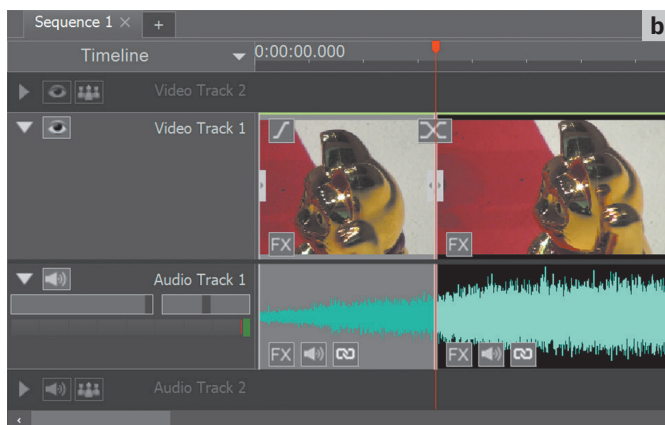 Sequence 1 × +
b
Timeline 0:00:00.000
Video Track 2
Video Track 1
FX FX
Audio Track 1
FX FX
Audio Track 2